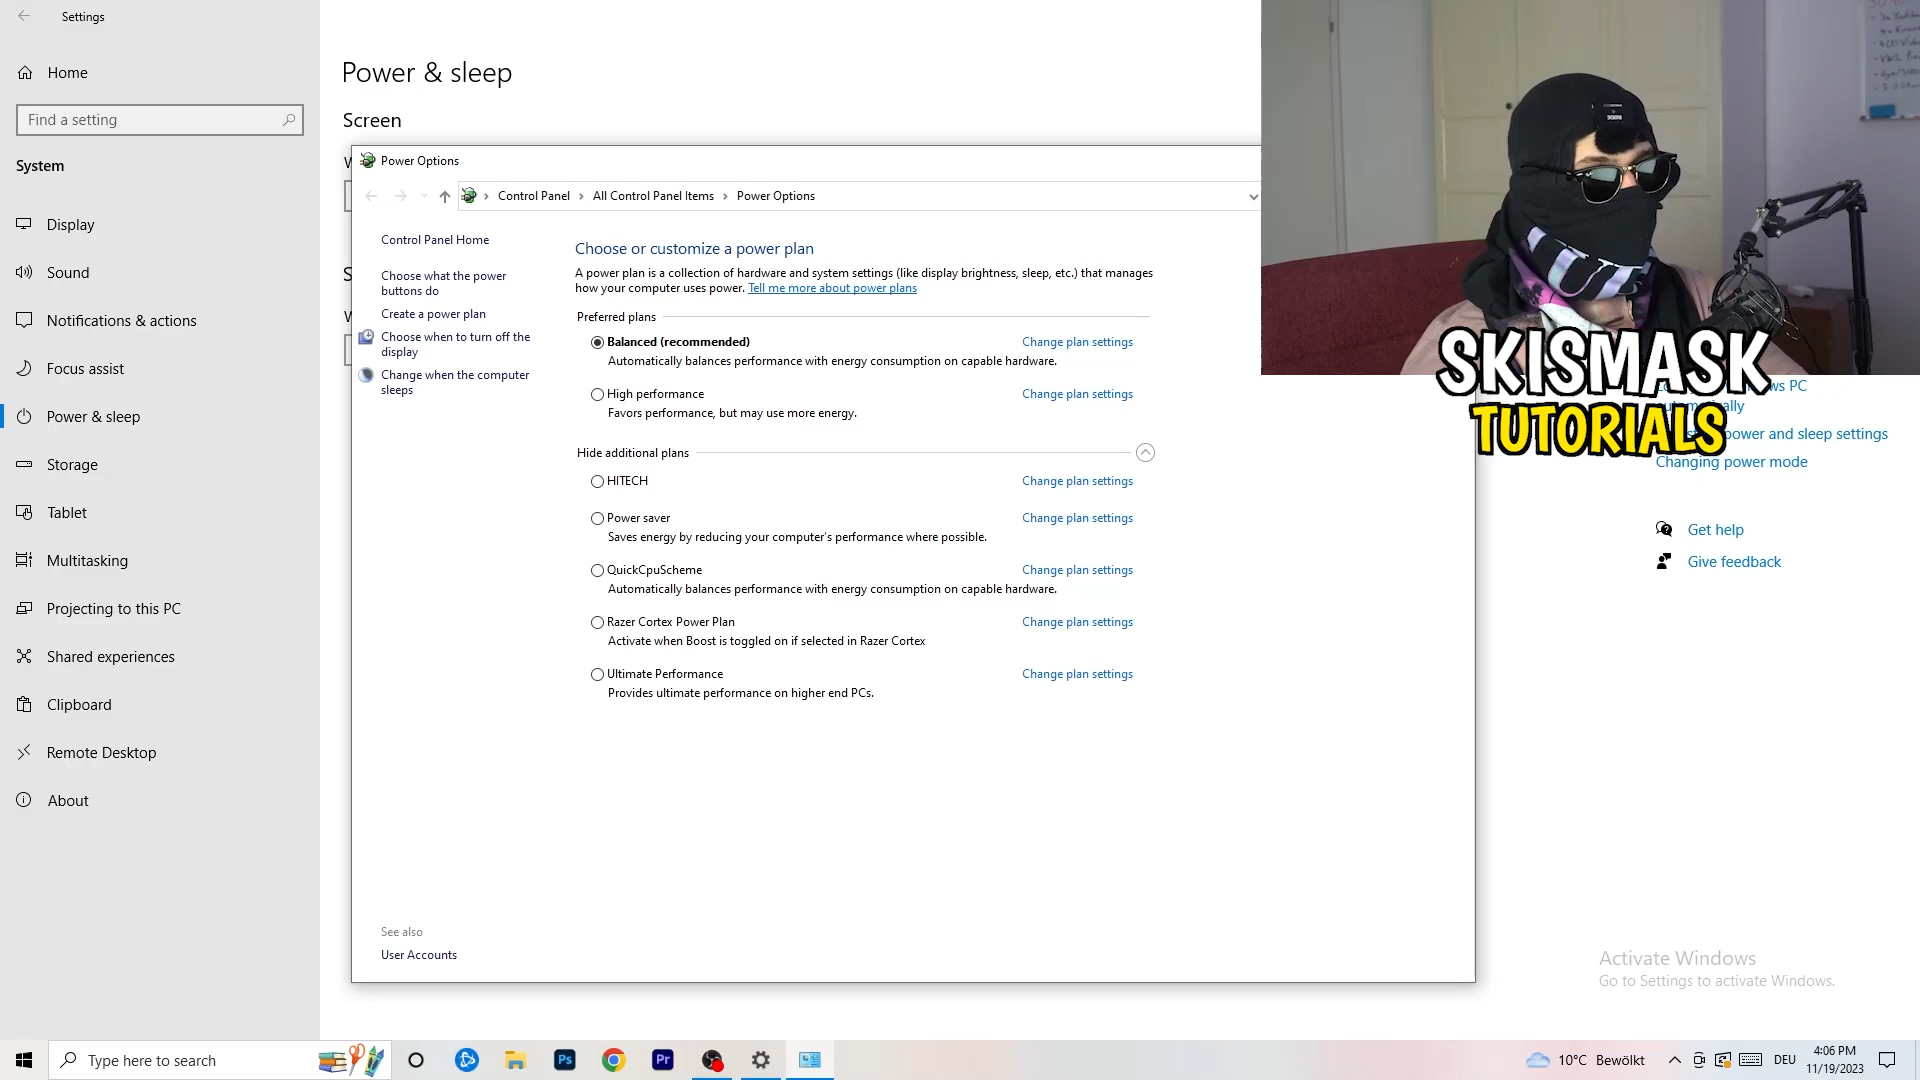 Settings
Home
Find a setting
System
Display
Sound
Notifications & actions
Focus assist
Power & sleep
Storage
Tablet
Multitasking
Projecting to this PC
Shared experiences
Clipboard
Remote Desktop
About
Power & sleep
Screen
Power Options
Control Panel › All Control Panel Items › Power Options
Control Panel Home
Choose what the power
buttons do
Create a power plan
Choose when to turn off the
display
Change when the computer
sleeps
See also
User Accounts
Choose or customize a power plan
A power plan is a collection of hardware and system settings (like display brightness, sleep, etc.) that manages
how your computer uses power. Tell me more about power plans
Preferred plans
Balanced (recommended) Change plan settings
Automatically balances performance with energy consumption on capable hardware.
High performance Change plan settings
Favors performance, but may use more energy.
Hide additional plans
HITECH Change plan settings
Power saver Change plan settings
Saves energy by reducing your computer's performance where possible.
QuickCpuScheme Change plan settings
Automatically balances performance with energy consumption on capable hardware.
Razer Cortex Power Plan Change plan settings
Activate when Boost is toggled on if selected in Razer Cortex
Ultimate Performance Change plan settings
Provides ultimate performance on higher end PCs.
SKISMASK
TUTORIALS
PC
power and sleep settings
Changing power mode
Get help
Give feedback
Activate Windows
Go to Settings to activate Windows.
Type here to search
Ps
Pr
10°C Bewölkt
DEU
4:06 PM
11/19/2023